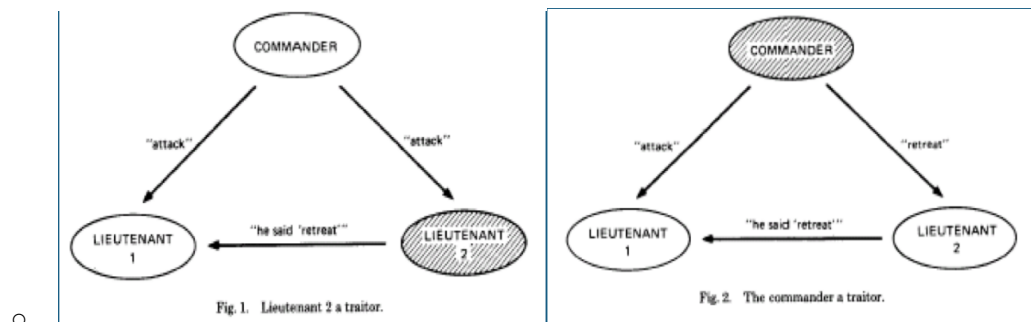 COMMANDER
"attack"
"attack"
"he said 'retreat'"
LIEUTENANT
1
LIEUTENANT
2
Fig. 1. Lieutenant 2 a traitor.
COMMANDER
"attack"
"retreat"
"he said 'retreat'"
LIEUTENANT
1
LIEUTENANT
2
Fig. 2. The commander a traitor.